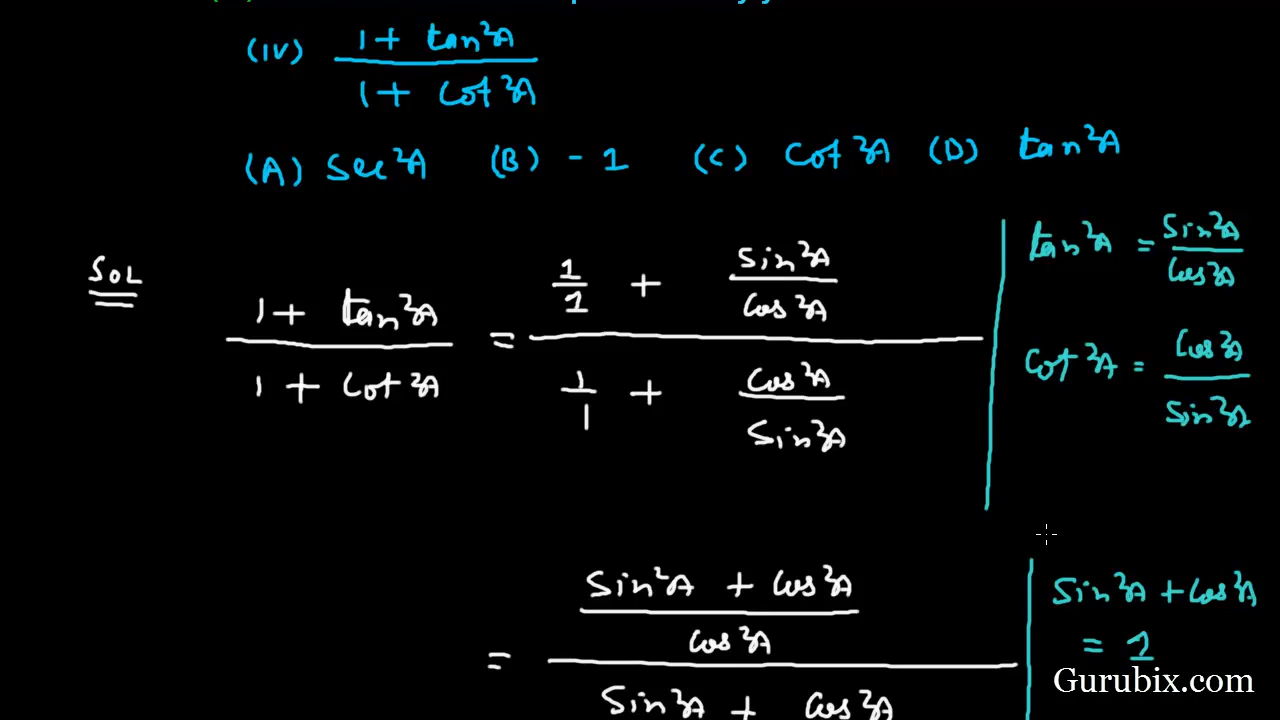 (iv) 1 + tan²A / 1 + cot²A
(A) Sec²A (B) - 1 (C) cot²A (D) tan²A
SOL
1 + tan²A / 1 + cot²A = 1/1 + Sin²A/cos²A / 1/1 + cos²A/Sin²A
tan²A = Sin²A/cos²A
cot²A = cos²A/Sin²A
= Sin²A + cos²A / cos²A
Sin²A + cos²A
Sin²A + cos²A
= 1
Gurubix.com